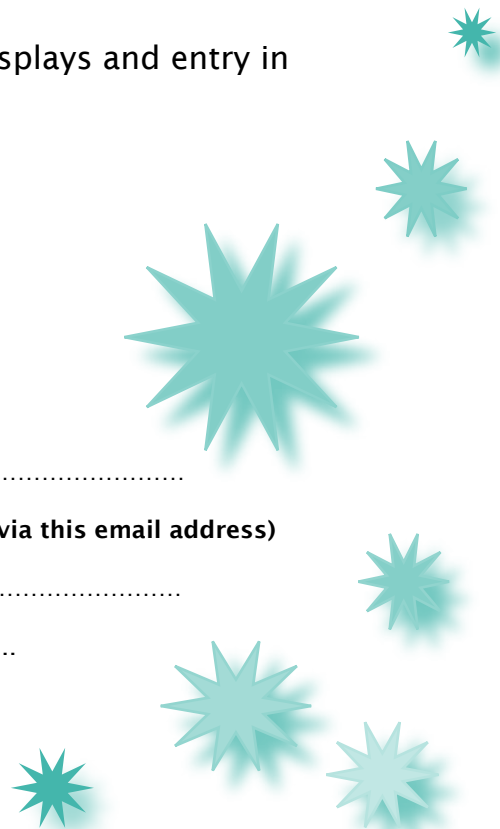 splays and entry in
........................
via this email address)
........................
..